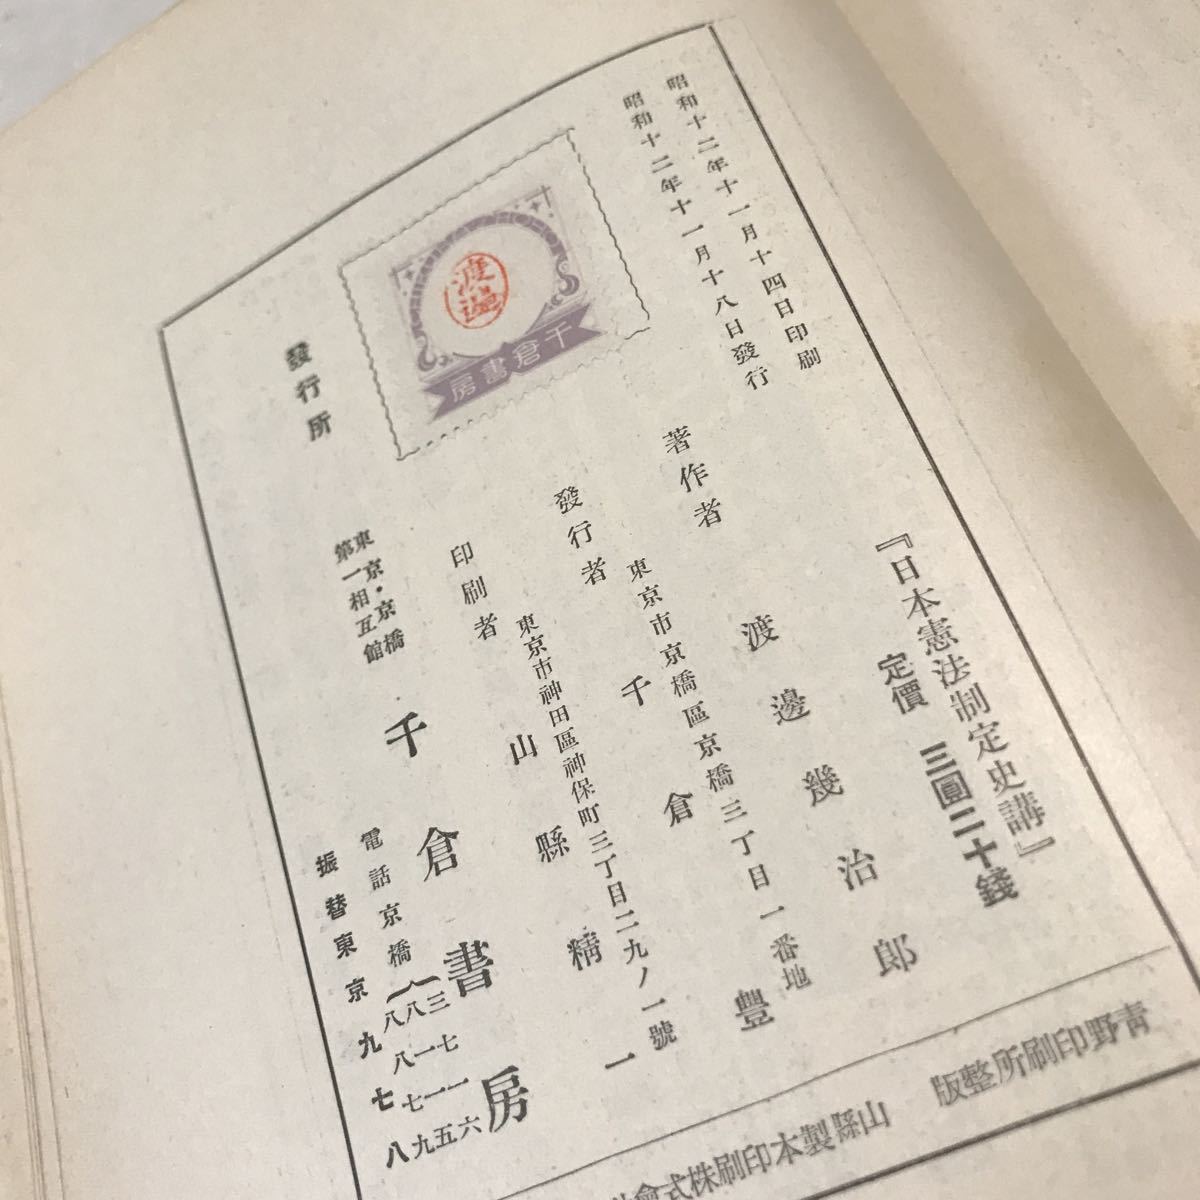 昭和十二年十一月十四日印刷
昭和十二年十一月十八日發行
『日本憲法制定史講』
定價 三圓二十錢
著作者 渡邊幾治郎
東京市京橋區京橋三丁目一番地
發行者 千倉豐
東京市神田區神保町三丁目二九ノ一號
印刷者 山縣精一
渡邊
千倉書房
發行所
東京・京橋
第一相互館
千倉書房
電話京橋
三七一六
八一一五
八八七九
振替東京九七八
青野印刷所整版
山縣製本印刷株式會